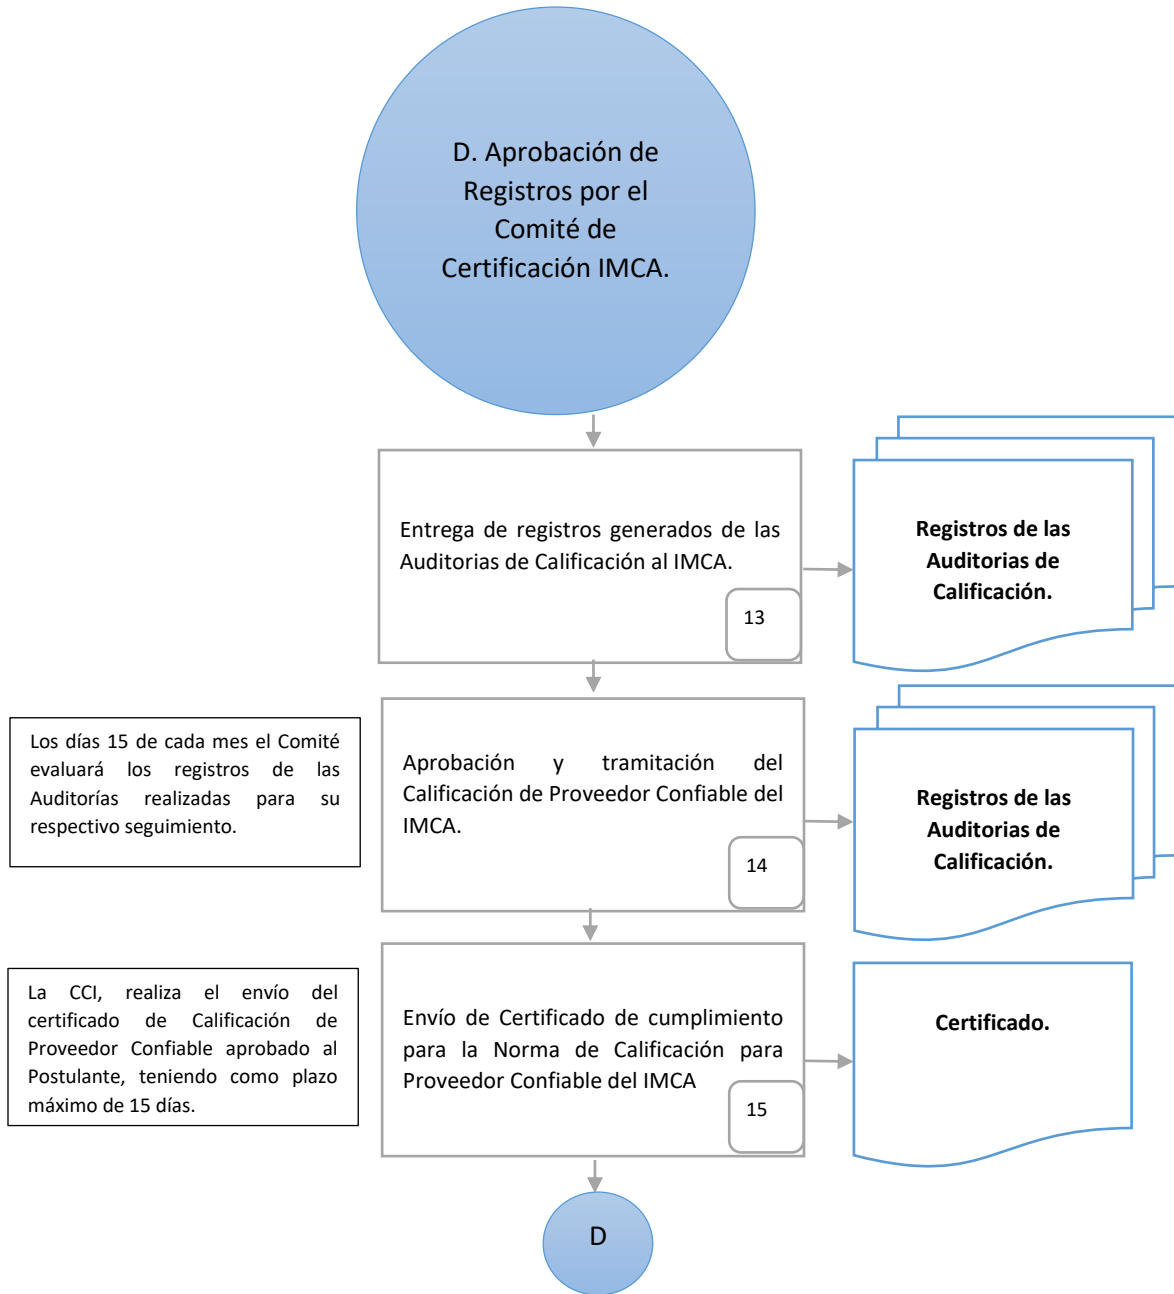 D. Aprobación de
Registros por el
Comité de
Certificación IMCA.
Entrega de registros generados de las
Auditorias de Calificación al IMCA.
13
Registros de las
Auditorias de
Calificación.
Los días 15 de cada mes el Comité
evaluará los registros de las
Auditorías realizadas para su
respectivo seguimiento.
Aprobación y tramitación del
Calificación de Proveedor Confiable del
IMCA.
14
Registros de las
Auditorias de
Calificación.
La CCI, realiza el envío del
certificado de Calificación de
Proveedor Confiable aprobado al
Postulante, teniendo como plazo
máximo de 15 días.
Envío de Certificado de cumplimiento
para la Norma de Calificación para
Proveedor Confiable del IMCA
15
Certificado.
D